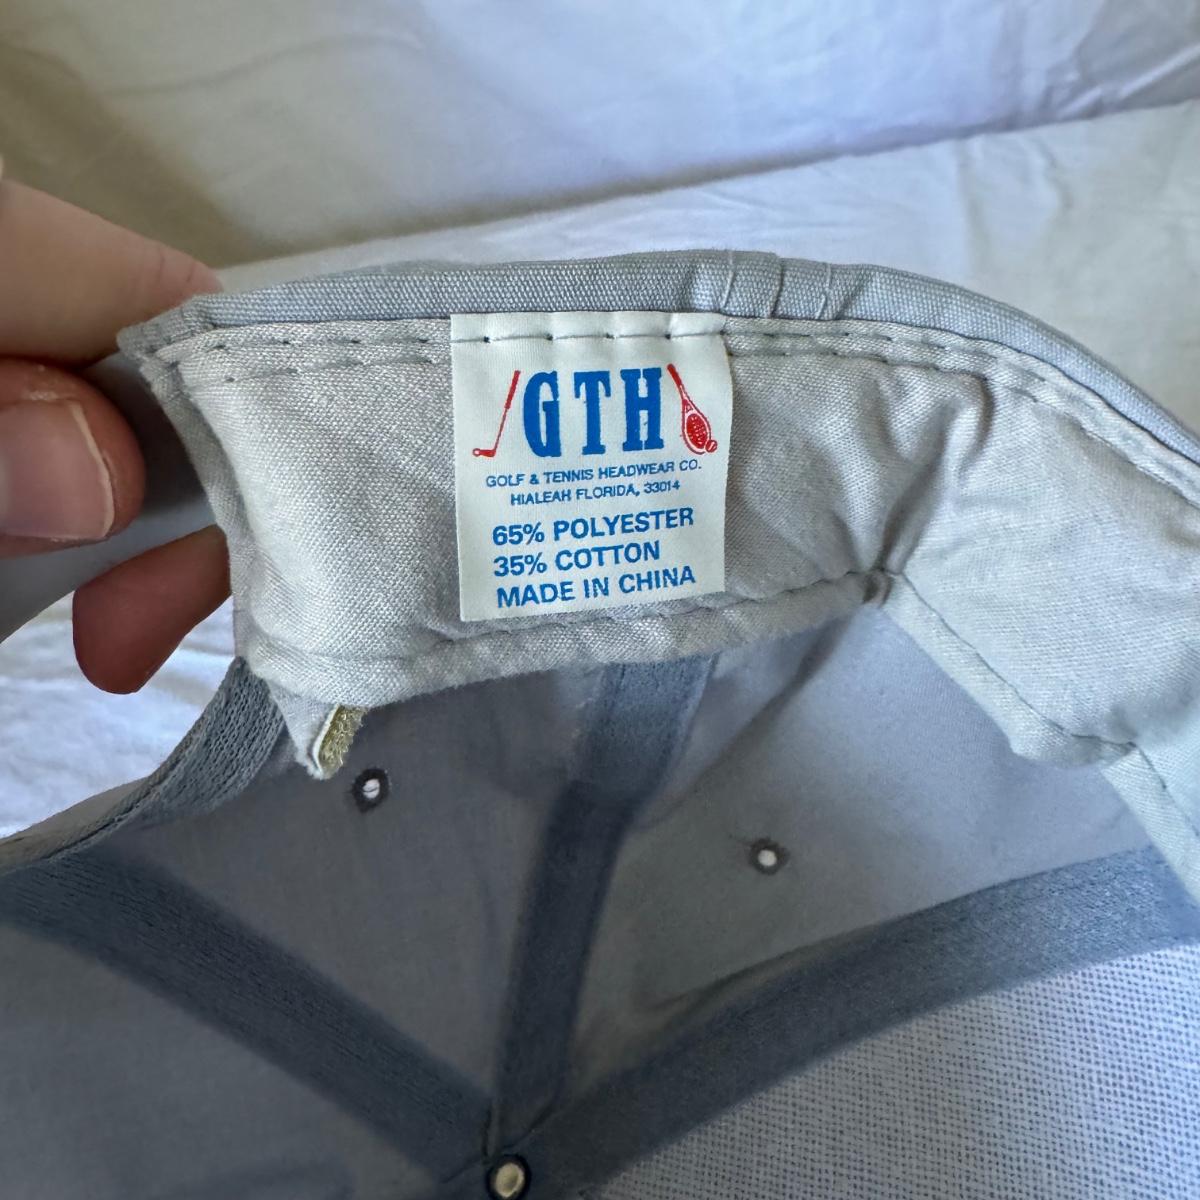 GTH
GOLF & TENNIS HEADWEAR CO.
HIALEAH FLORIDA, 33014
65% POLYESTER
35% COTTON
MADE IN CHINA